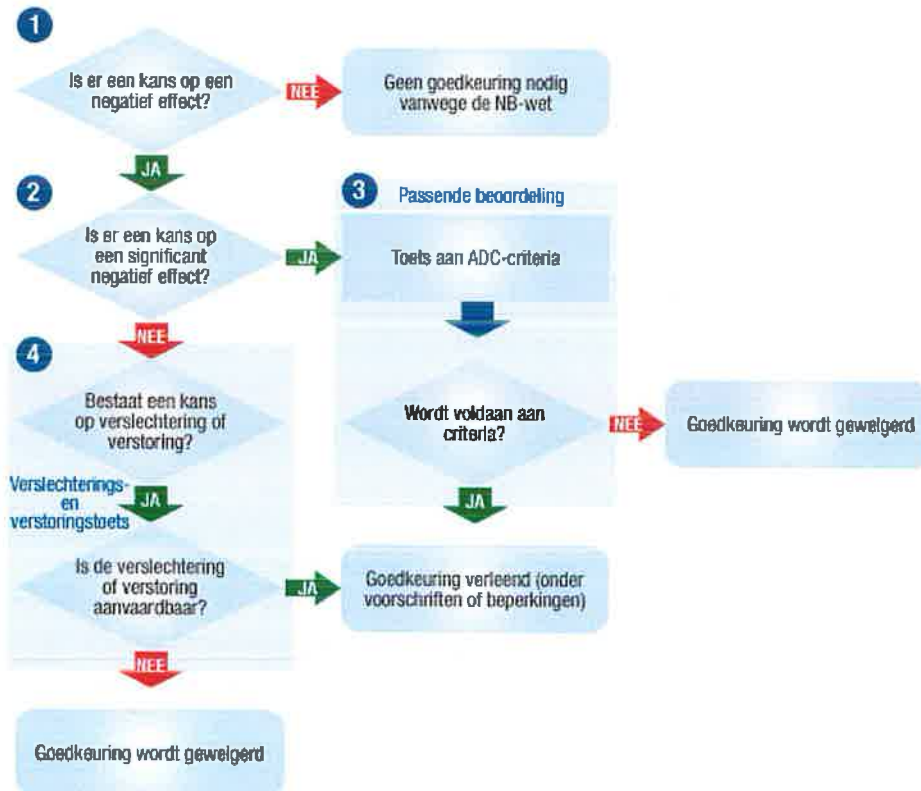 1
Is er een kans op een
negatief effect?
NEE
Geen goedkeuring nodig
vanwege de NB-wet
JA
2
Is er een kans op
een significant
negatief effect?
JA
3
Passende beoordeling
Toets aan ADC-criteria
NEE
4
Bestaat een kans
op verslechtering of
verstoring?
Wordt voldaan aan
criteria?
NEE
Goedkeuring wordt geweigerd
Verslechterings-
en
verstoringstoets
JA
JA
Is de verslechtering
of verstoring
aanvaardbaar?
JA
Goedkeuring verleend (onder
voorschriften of beperkingen)
NEE
Goedkeuring wordt geweigerd